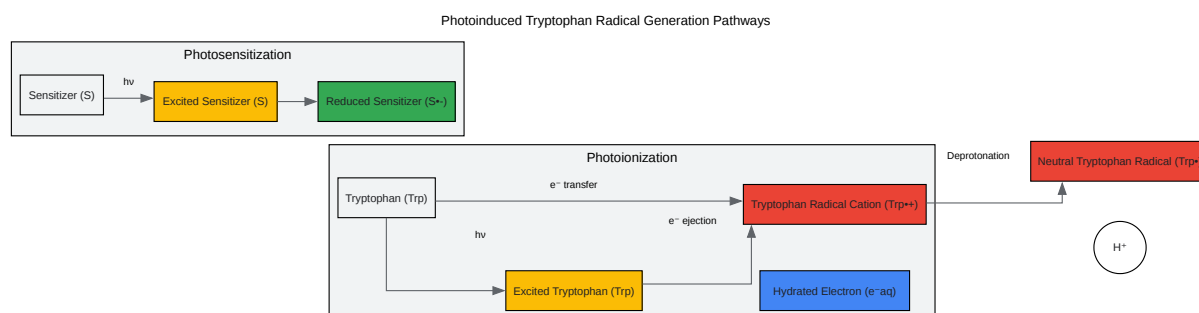 Photoinduced Tryptophan Radical Generation Pathways
Photosensitization
Sensitizer (S)
hν
Excited Sensitizer (S)
Reduced Sensitizer (S•-)
Photoionization
Deprotonation
Neutral Tryptophan Radical (Trp•
Tryptophan (Trp)
e⁻ transfer
Tryptophan Radical Cation (Trp•+)
e⁻ ejection
hν
H⁺
Excited Tryptophan (Trp)
Hydrated Electron (e⁻aq)